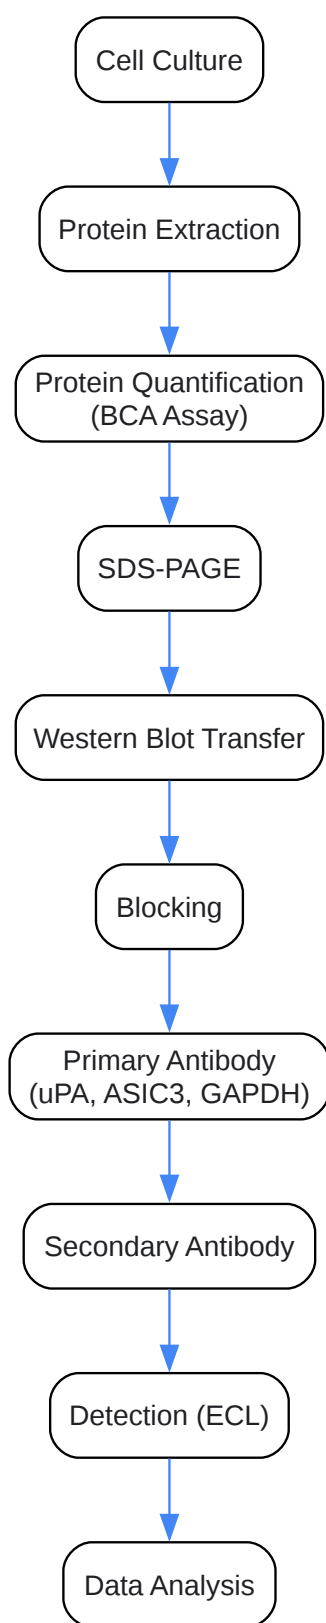 Cell Culture
Protein Extraction
Protein Quantification
(BCA Assay)
SDS-PAGE
Western Blot Transfer
Blocking
Primary Antibody
(uPA, ASIC3, GAPDH)
Secondary Antibody
Detection (ECL)
Data Analysis